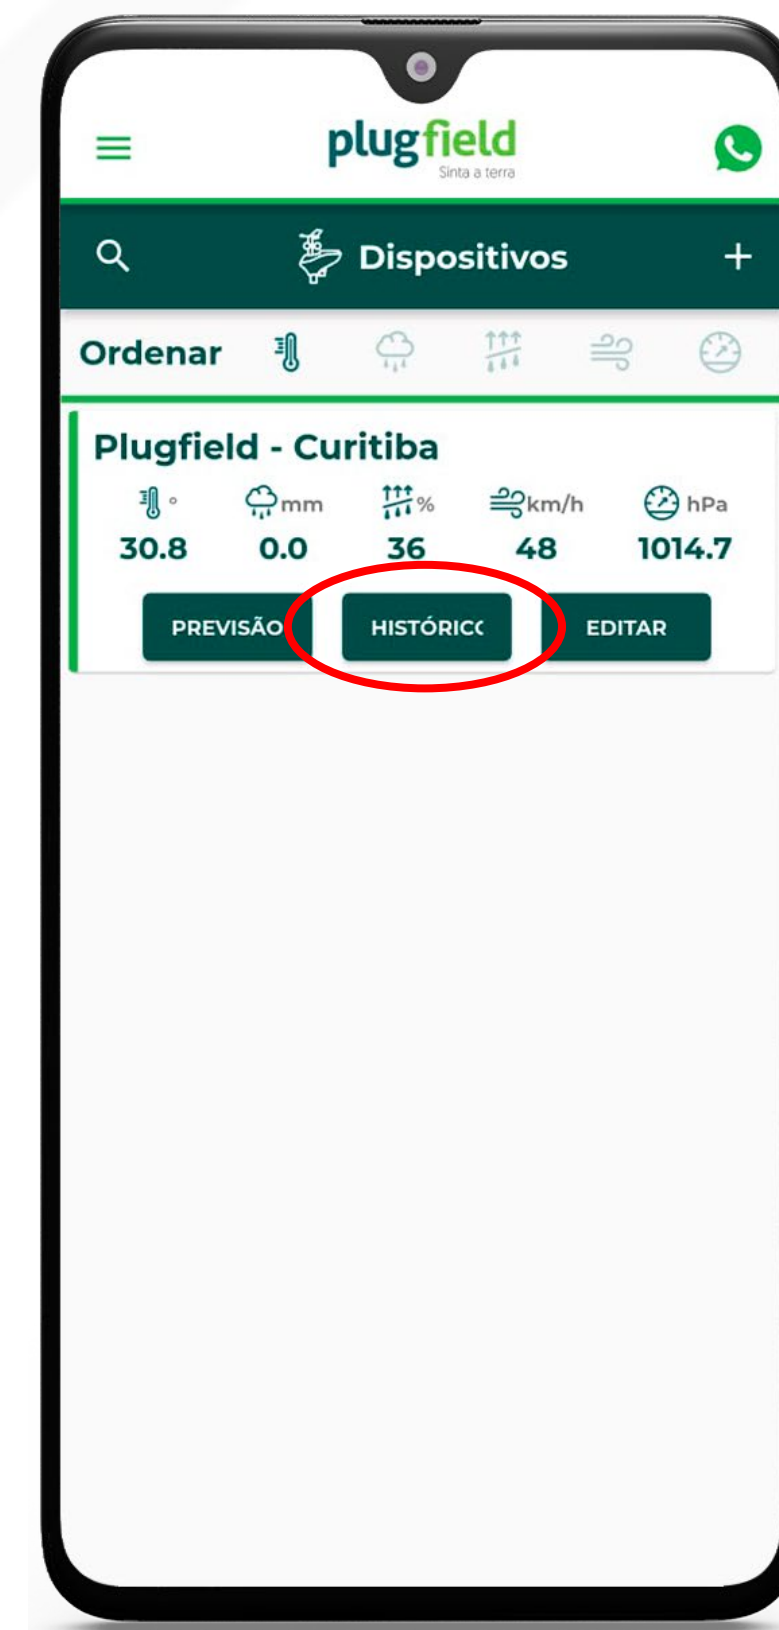 plugfield
Sinta a terra
Dispositivos
Ordenar
Plugfield - Curitiba
° mm % km/h hPa
30.8 0.0 36 48 1014.7
PREVISÃO HISTÓRICO EDITAR